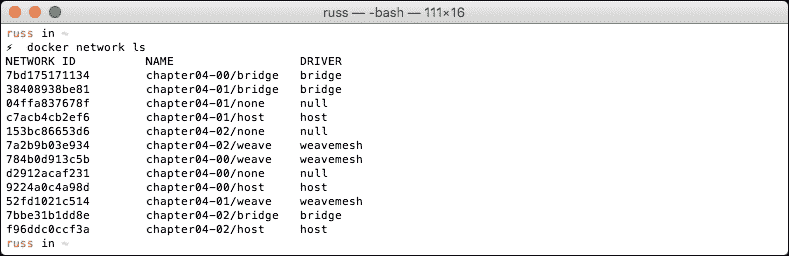 russ — -bash — 111×16
russ in ~
⚡ docker network ls
NETWORK ID NAME DRIVER
7bd175171134 chapter04-00/bridge bridge
38408938be81 chapter04-01/bridge bridge
04ffa837678f chapter04-01/none null
c7acb4cb2ef6 chapter04-01/host host
153bc86653d6 chapter04-02/none null
7a2b9b03e934 chapter04-02/weave weavemesh
784b0d913c5b chapter04-00/weave weavemesh
d2912acaf231 chapter04-00/none null
9224a0c4a98d chapter04-00/host host
52fd1021c514 chapter04-01/weave weavemesh
7bbe31b1dd8e chapter04-02/bridge bridge
f96ddc0ccf3a chapter04-02/host host
russ in ~